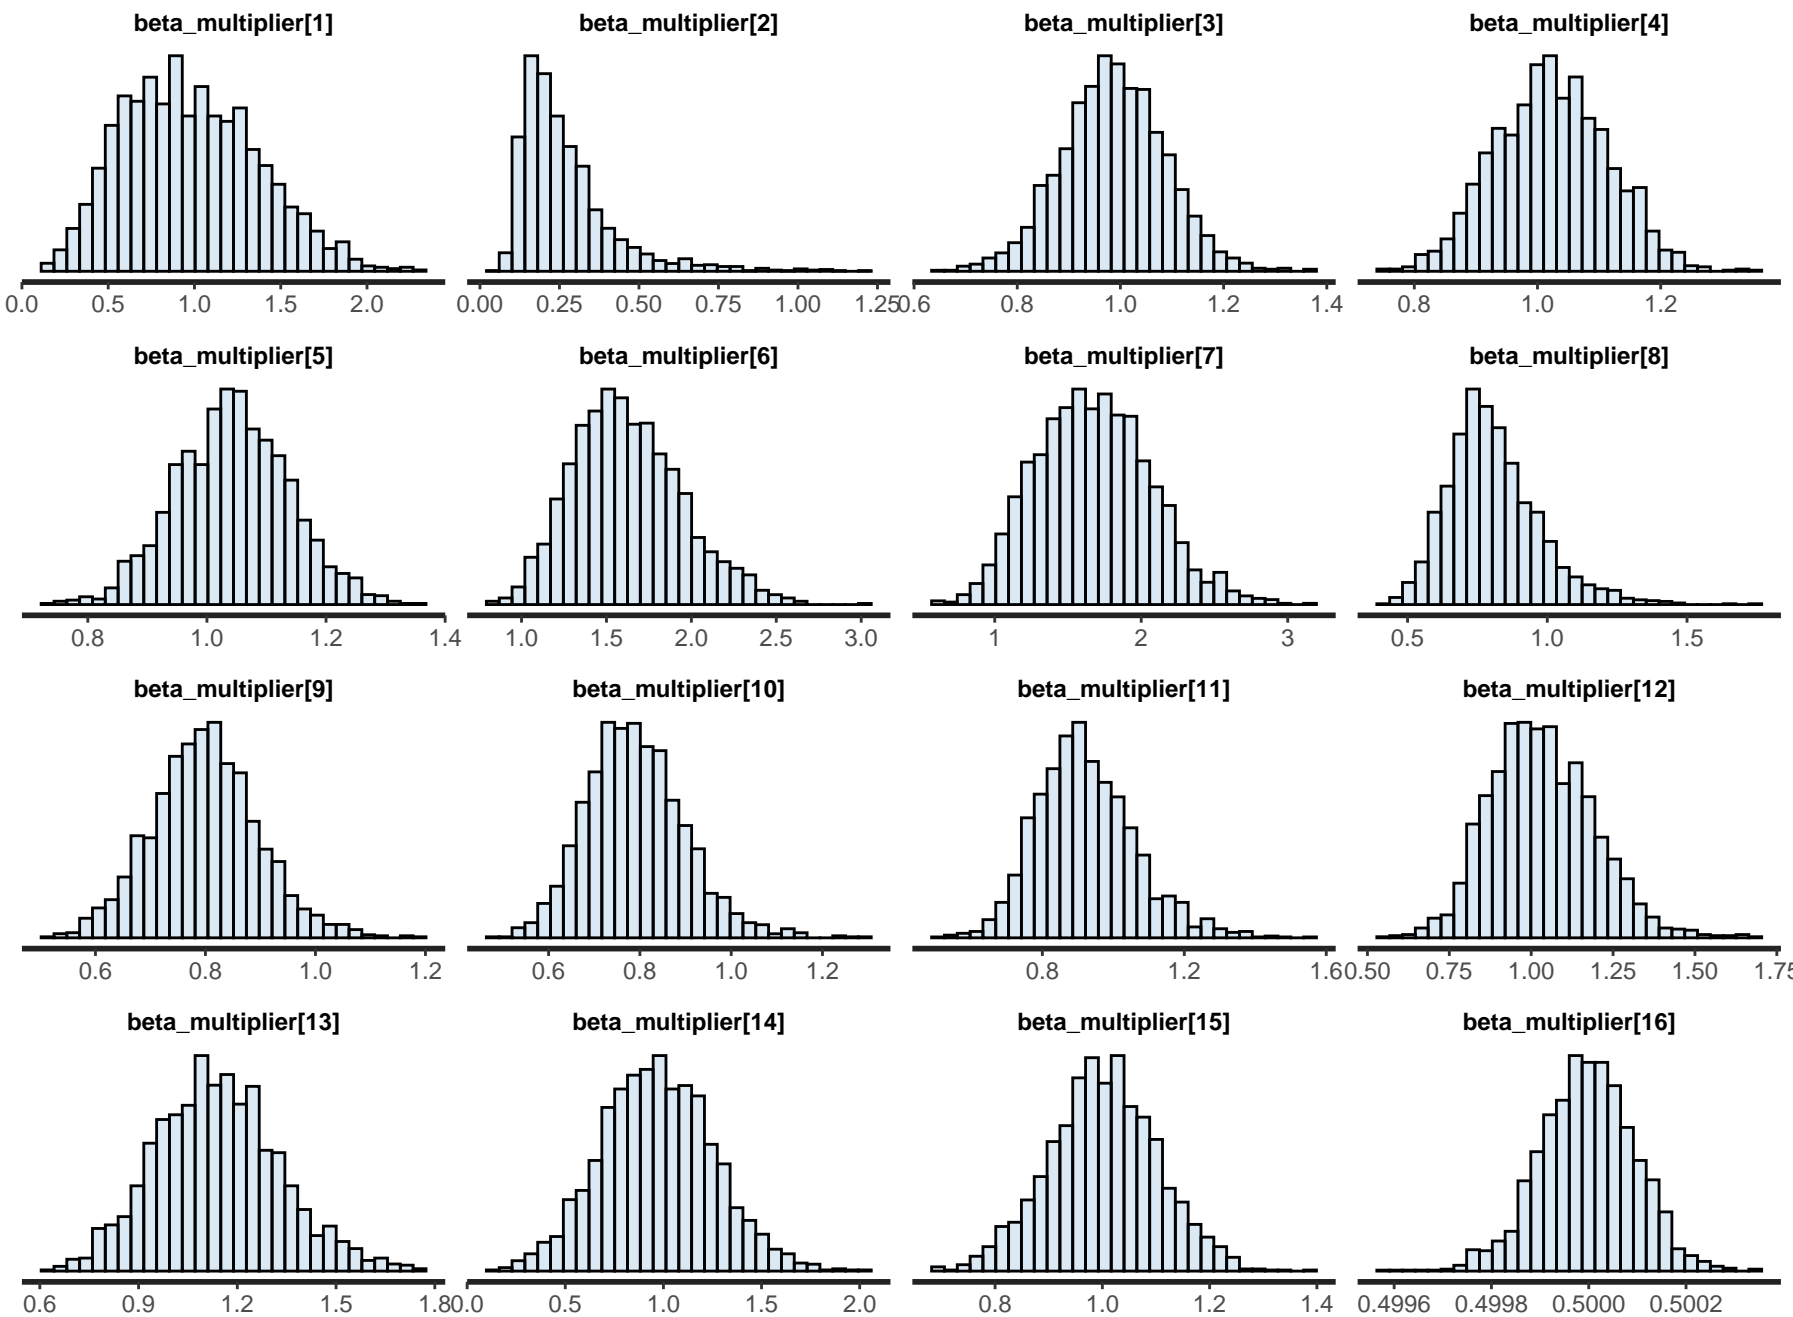 beta_multiplier[1] beta_multiplier[2] beta_multiplier[3] beta_multiplier[4]
0.0 0.5 1.0 1.5 2.0 0.00 0.25 0.50 0.75 1.00 1.25 0.6 0.8 1.0 1.2 1.4 0.8 1.0 1.2
beta_multiplier[5] beta_multiplier[6] beta_multiplier[7] beta_multiplier[8]
0.8 1.0 1.2 1.4 1.0 1.5 2.0 2.5 3.0 1 2 3 0.5 1.0 1.5
beta_multiplier[9] beta_multiplier[10] beta_multiplier[11] beta_multiplier[12]
0.6 0.8 1.0 1.2 0.6 0.8 1.0 1.2 0.8 1.2 1.6 0.50 0.75 1.00 1.25 1.50 1.75
beta_multiplier[13] beta_multiplier[14] beta_multiplier[15] beta_multiplier[16]
0.6 0.9 1.2 1.5 1.8 0.0 0.5 1.0 1.5 2.0 0.8 1.0 1.2 1.4 0.4996 0.4998 0.5000 0.5002